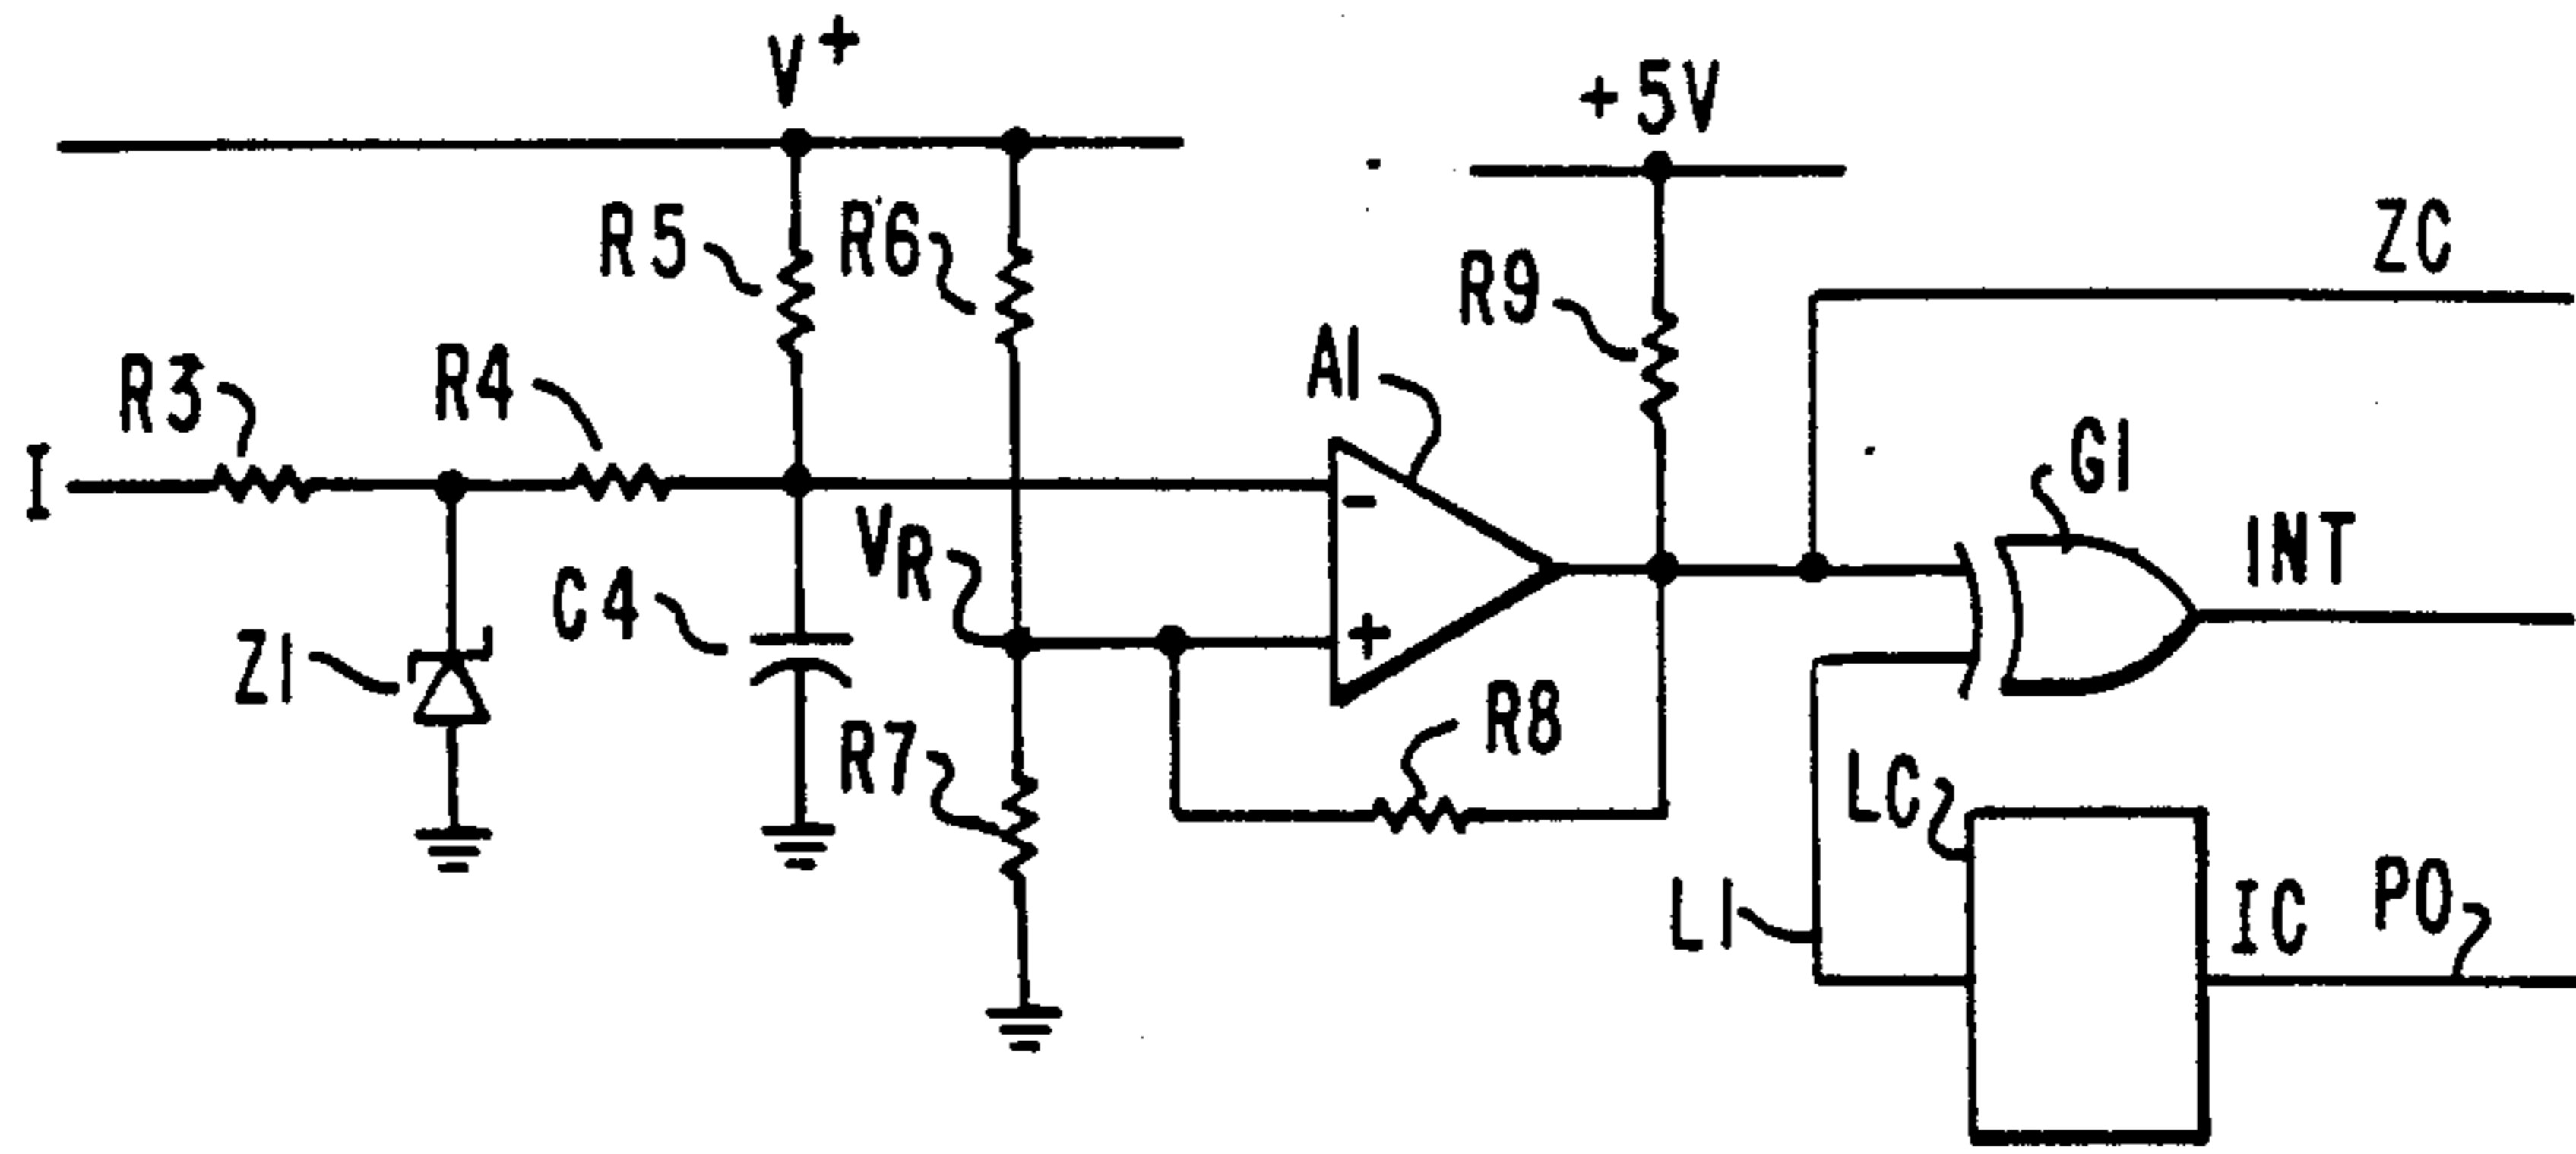 V+
+5V
ZC
R5
R6
R9
A1
R3
R4
G1
I
VR
INT
C4
Z1
R7
R8
LC
L1
IC
PO
-
+